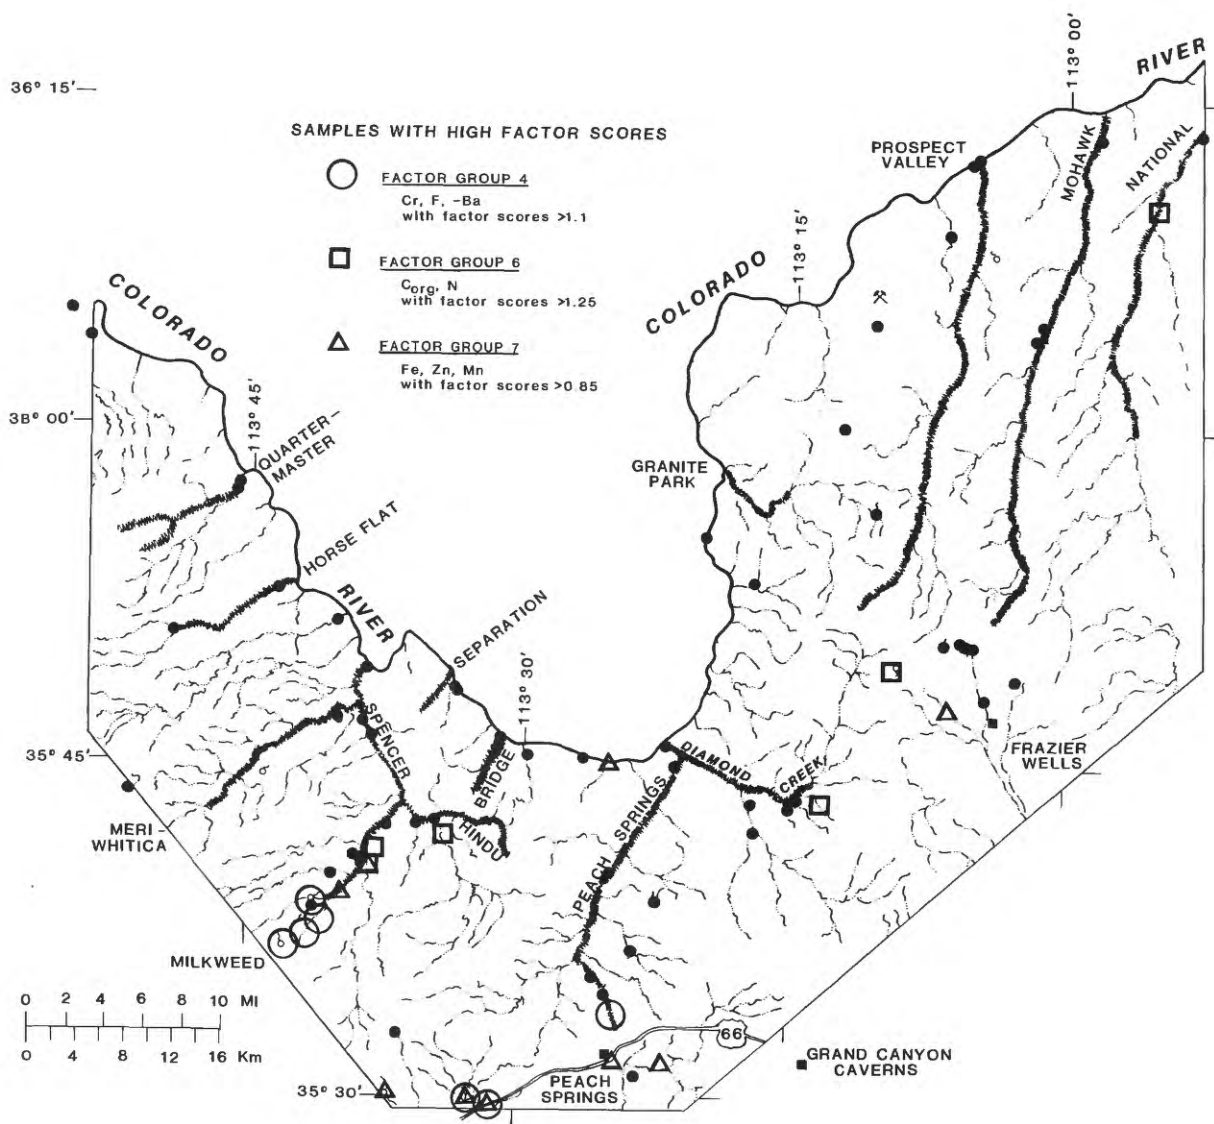 36° 15'
SAMPLES WITH HIGH FACTOR SCORES
FACTOR GROUP 4
Cr, F, -Ba
with factor scores >1.1
FACTOR GROUP 6
Corg, N
with factor scores >1.25
FACTOR GROUP 7
Fe, Zn, Mn
with factor scores >0.85
113° 00'
RIVER
PROSPECT
VALLEY
MOHAWK
NATIONAL
COLORADO
113° 15'
COLORADO
38° 00'
113° 45'
QUARTER-
MASTER
GRANITE
PARK
HORSE FLAT
RIVER
SEPARATION
113° 30'
SPENCER
35° 45'
BRIDGE
DIAMOND
CREEK
FRAZIER
WELLS
MERI-
WHITICA
HINDU
PEACH SPRINGS
MILKWEED
0 2 4 6 8 10 MI
0 4 8 12 16 Km
66
GRAND CANYON
CAVERNS
PEACH
SPRINGS
35° 30'